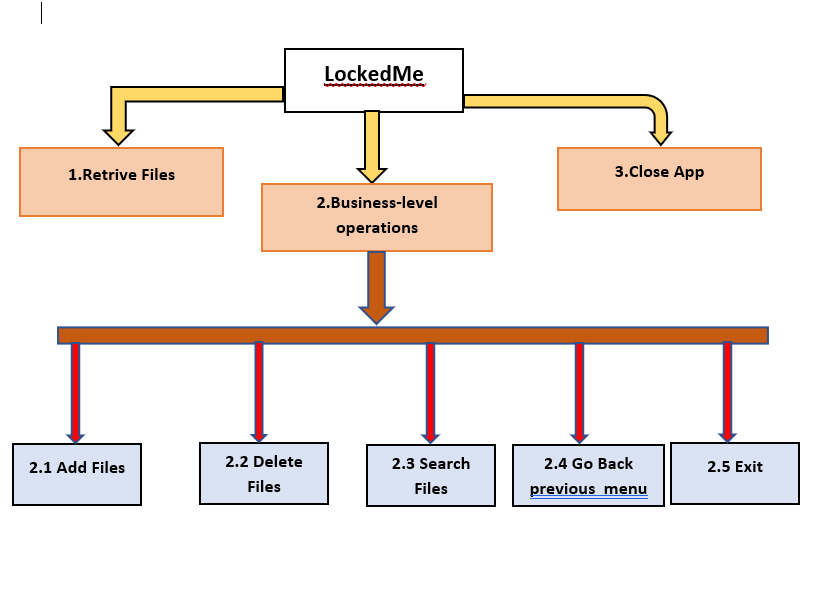 LockedMe
1.Retrive Files
2.Business-level
operations
3.Close App
2.1 Add Files
2.2 Delete
Files
2.3 Search
Files
2.4 Go Back
previous menu
2.5 Exit